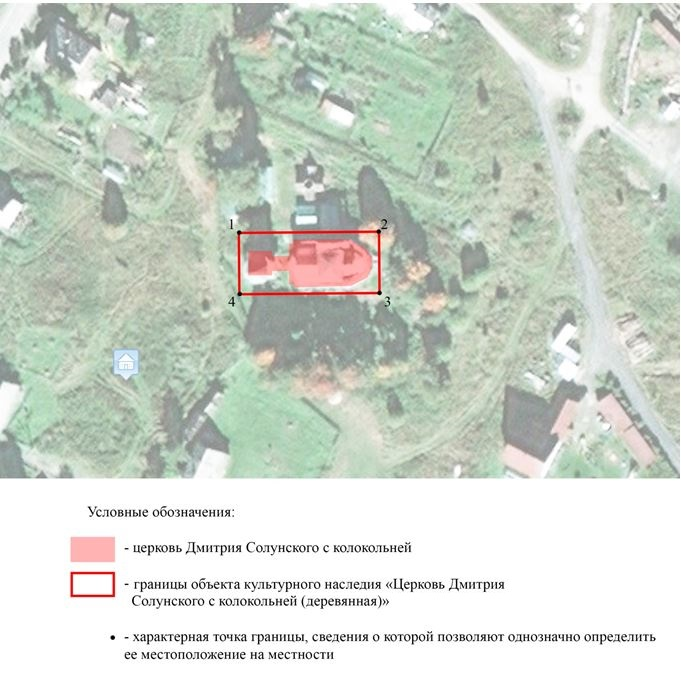 1 2
4 3
Условные обозначения:
- церковь Дмитрия Солунского с колокольней
- границы объекта культурного наследия «Церковь Дмитрия
Солунского с колокольней (деревянная)»
- характерная точка границы, сведения о которой позволяют однозначно определить
ее местоположение на местности